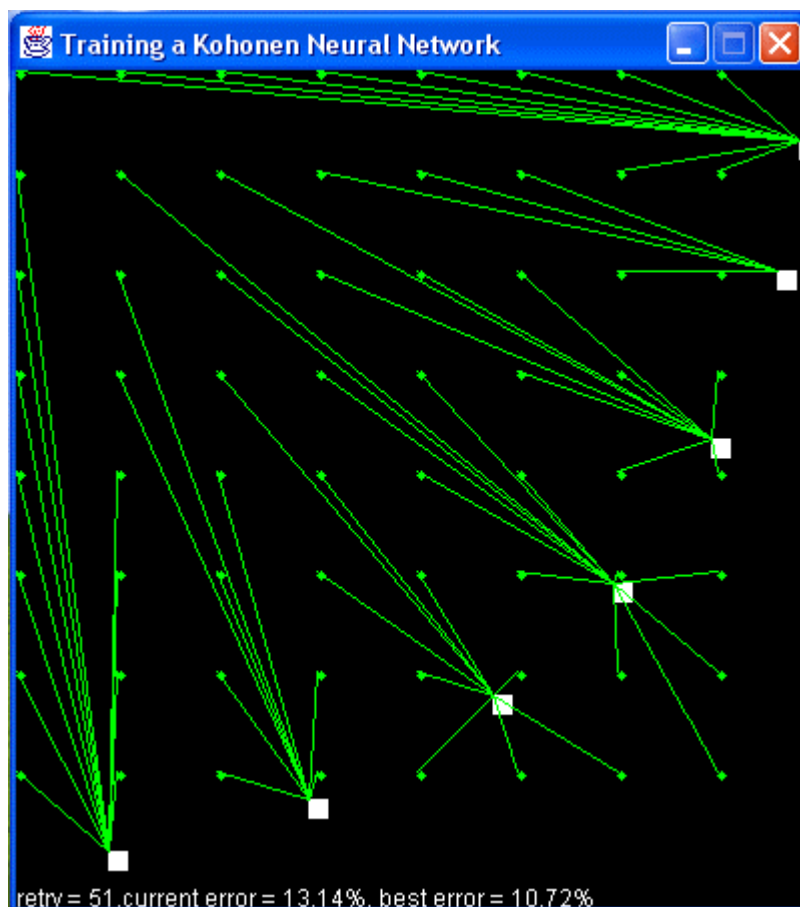 Training a Kohonen Neural Network
retry = 51,current error = 13.14%, best error = 10.72%